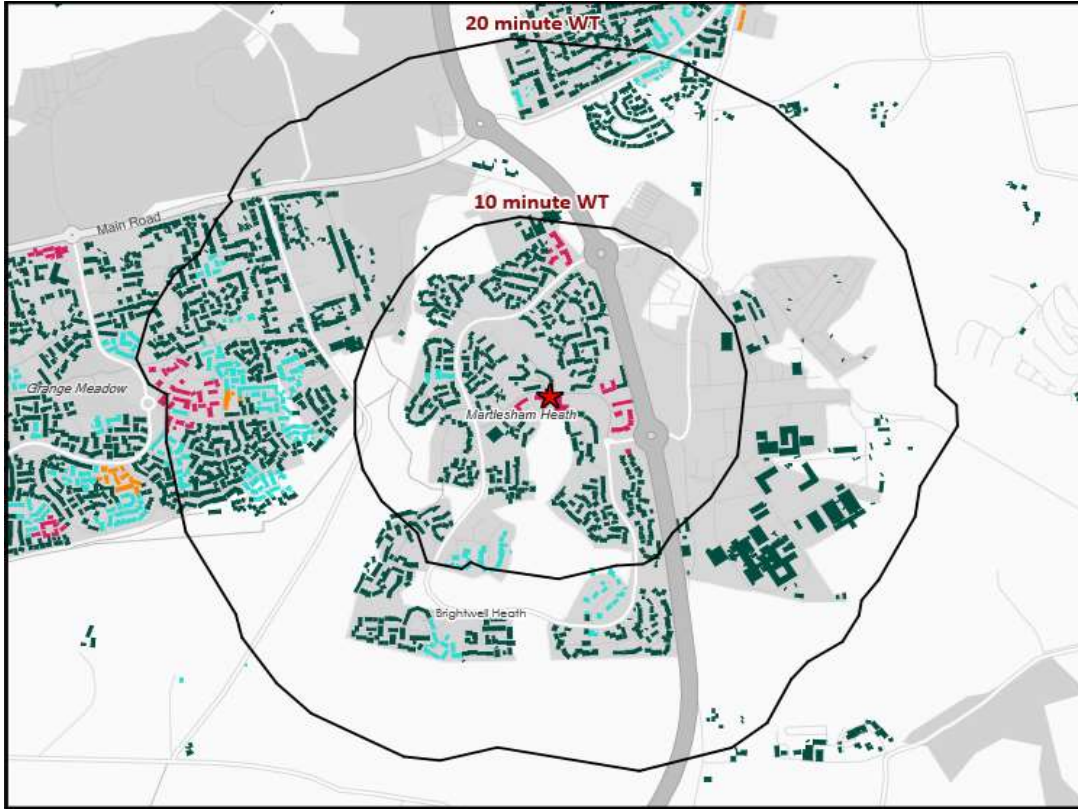 20 minute WT
10 minute WT
Main Road
Grange Meadow
Martlesham Heath
Brightwell Heath